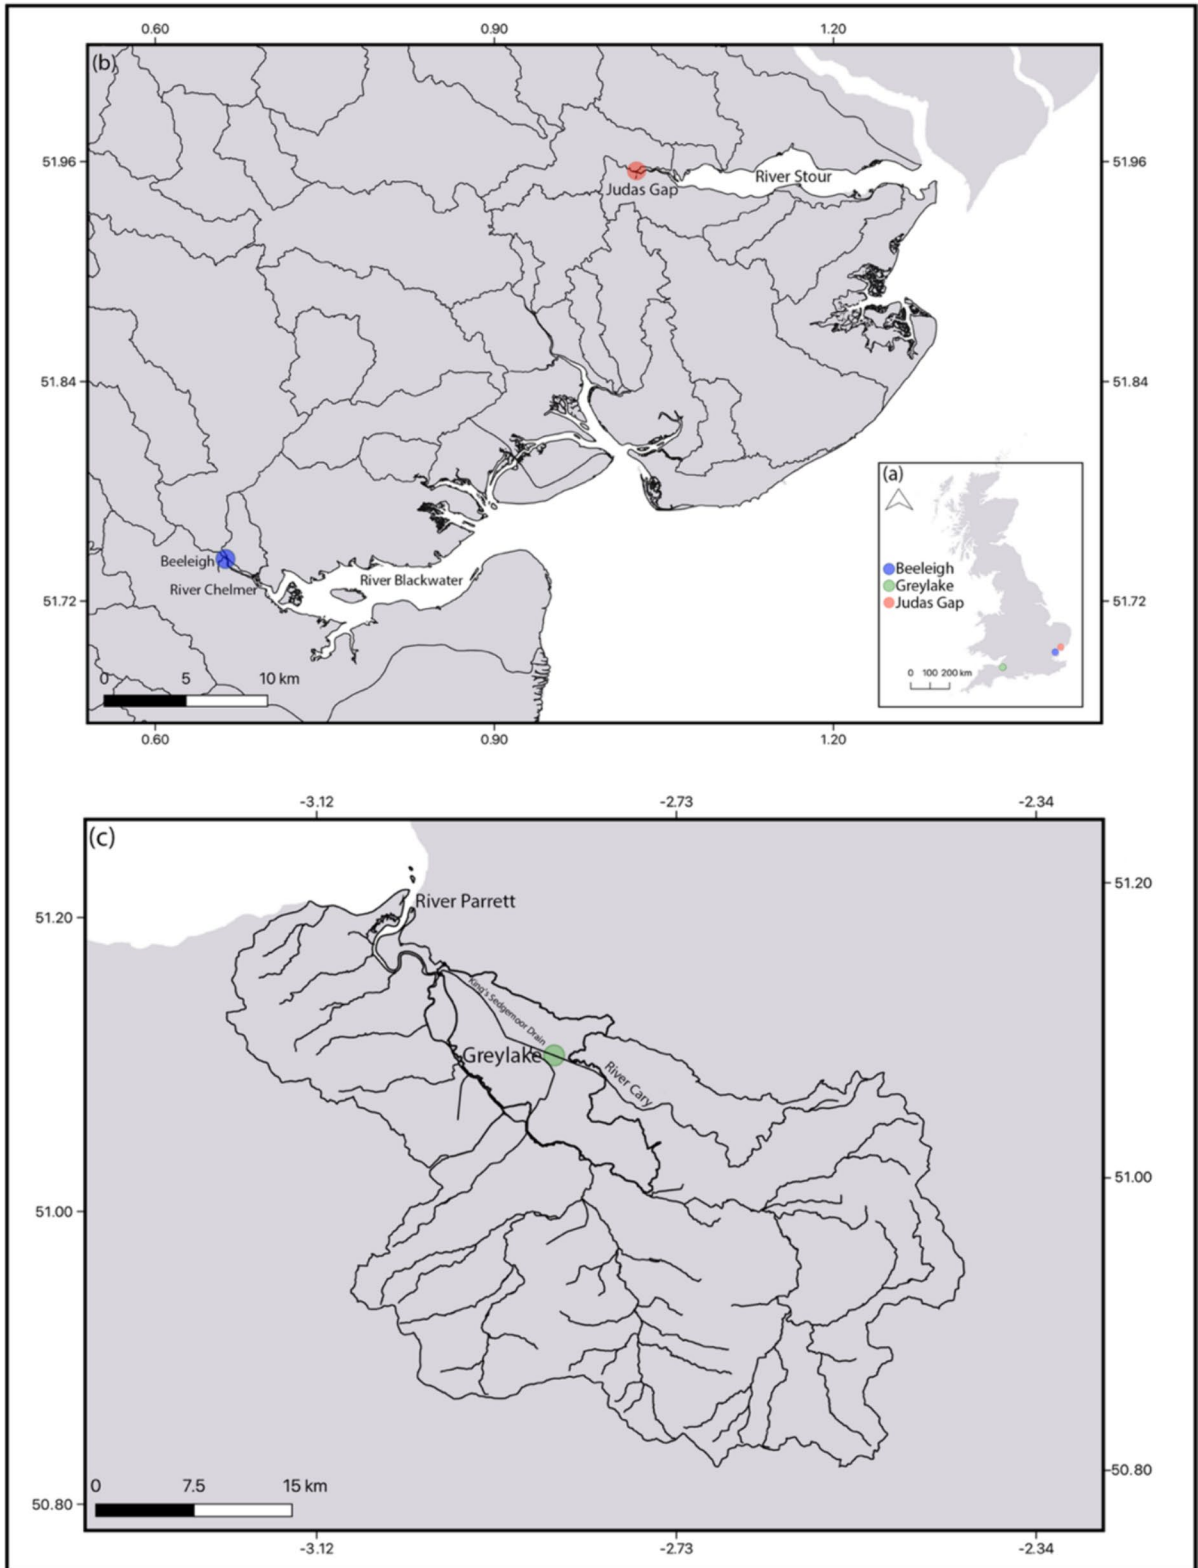 0.60 0.90 1.20
(b)
51.96 51.96
River Stour
Judas Gap
51.84 51.84
(a)
Beeleigh
Greylake
Judas Gap
0 100 200 km
Beeleigh
River Chelmer
River Blackwater
51.72 51.72
0 5 10 km
0.60 0.90 1.20
-3.12 -2.73 -2.34
(c)
51.20
River Parrett
51.20
King's Sedgemoor Drain
Greylake
River Cary
51.00
51.00
0 7.5 15 km
50.80
50.80
-3.12 -2.73 -2.34